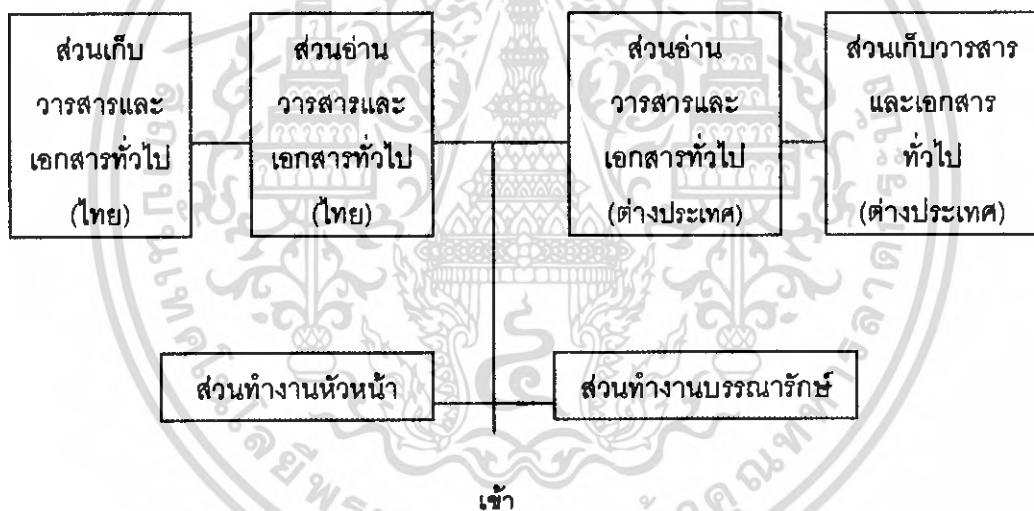 ส่วนเก็บ
วารสารและ
เอกสารทั่วไป
(ไทย)
ส่วนอ่าน
วารสารและ
เอกสารทั่วไป
(ไทย)
ส่วนอ่าน
วารสารและ
เอกสารทั่วไป
(ต่างประเทศ)
ส่วนเก็บวารสาร
และเอกสาร
ทั่วไป
(ต่างประเทศ)
ส่วนทำงานหัวหน้า
ส่วนทำงานบรรณารักษ์
เข้า